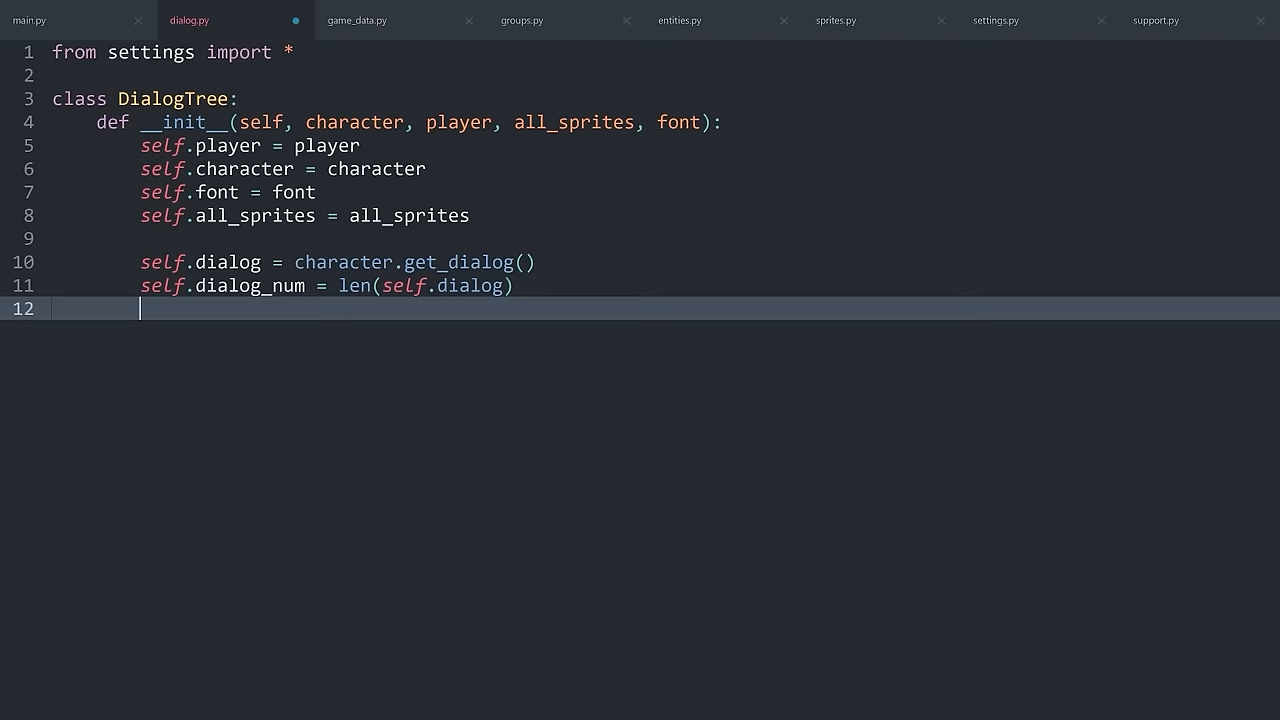 main.py dialog.py game_data.py groups.py entities.py sprites.py settings.py support.py
1 from settings import *
2
3 class DialogTree:
4     def __init__(self, character, player, all_sprites, font):
5         self.player = player
6         self.character = character
7         self.font = font
8         self.all_sprites = all_sprites
9
10         self.dialog = character.get_dialog()
11         self.dialog_num = len(self.dialog)
12